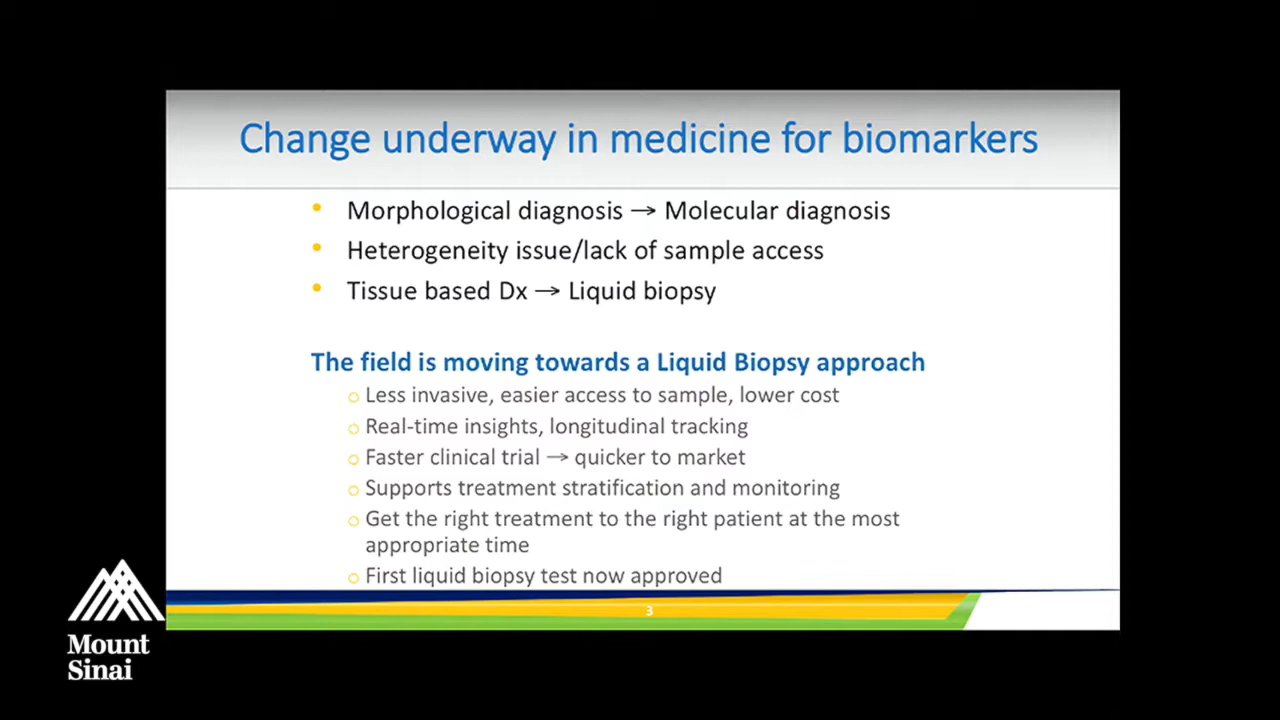 Change underway in medicine for biomarkers
• Morphological diagnosis → Molecular diagnosis
• Heterogeneity issue/lack of sample access
• Tissue based Dx → Liquid biopsy
The field is moving towards a Liquid Biopsy approach
○ Less invasive, easier access to sample, lower cost
○ Real-time insights, longitudinal tracking
○ Faster clinical trial → quicker to market
○ Supports treatment stratification and monitoring
○ Get the right treatment to the right patient at the most
appropriate time
○ First liquid biopsy test now approved
3
Mount
Sinai